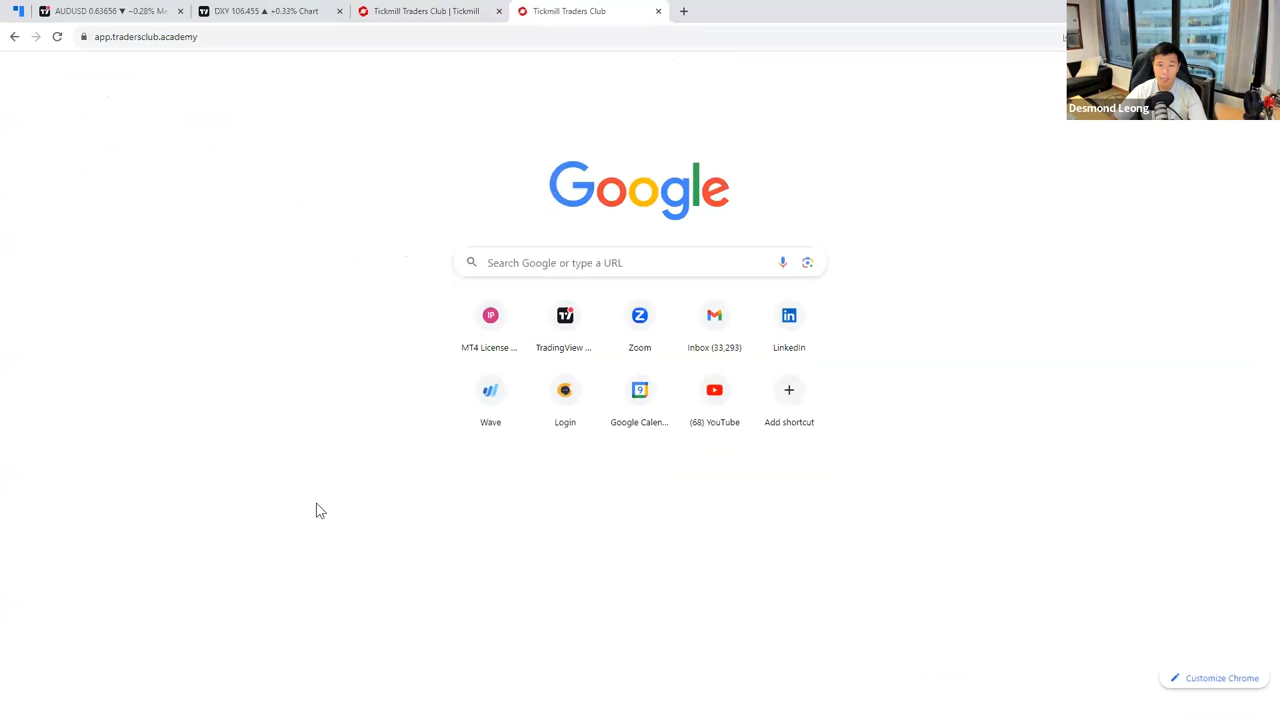 AUDUSD 0.63656 ▼ −0.28% Me
DXY 106.455 ▲ +0.33% Chart
Tickmill Traders Club | Tickmill
Tickmill Traders Club
app.tradersclub.academy
Desmond Leong
Google
Search Google or type a URL
MT4 License ...
TradingView ...
Zoom
Inbox (33,293)
LinkedIn
Wave
Login
Google Calen...
(68) YouTube
Add shortcut
Customize Chrome